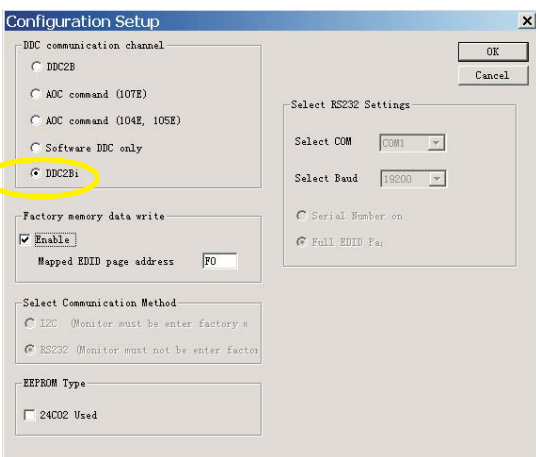 Configuration Setup
DDC communication channel
DDC2B
AOC command (107E)
AOC command (104E, 105E)
Software DDC only
DDC2Bi
Factory memory data write
Enable
Mapped EDID page address F0
Select Communication Method
I2C (Monitor must be enter factory m
RS232 (Monitor must not be enter factor
EEPROM Type
24C02 Used
OK
Cancel
Select RS232 Settings
Select COM COM1
Select Baud 19200
Serial Number on
Full EDID Pa